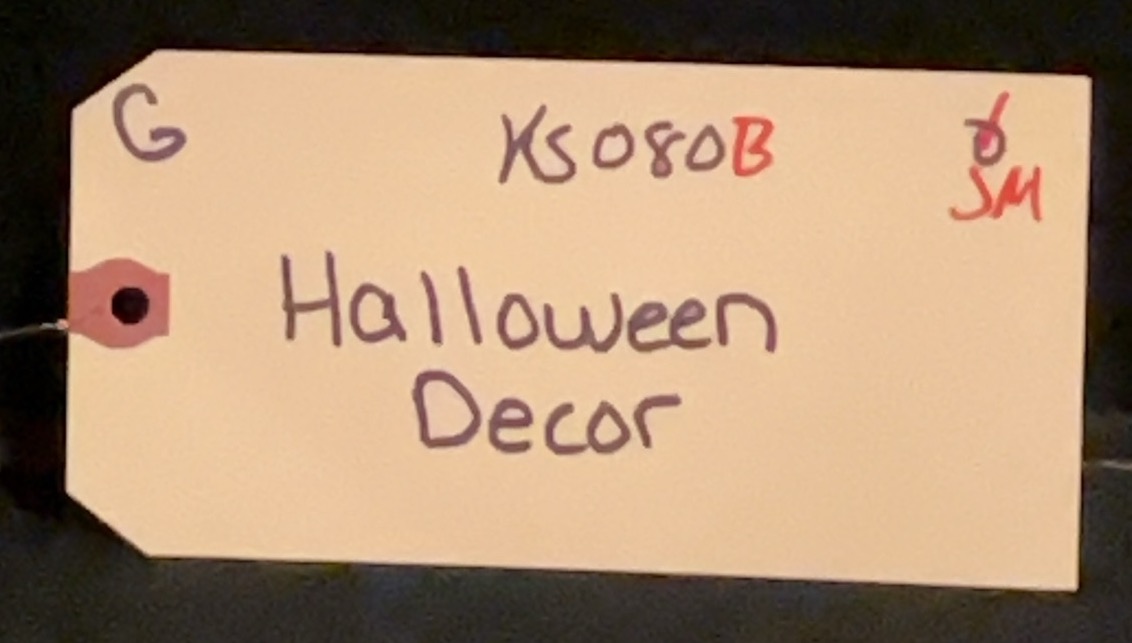 G KS080B
SM
Halloween
Decor